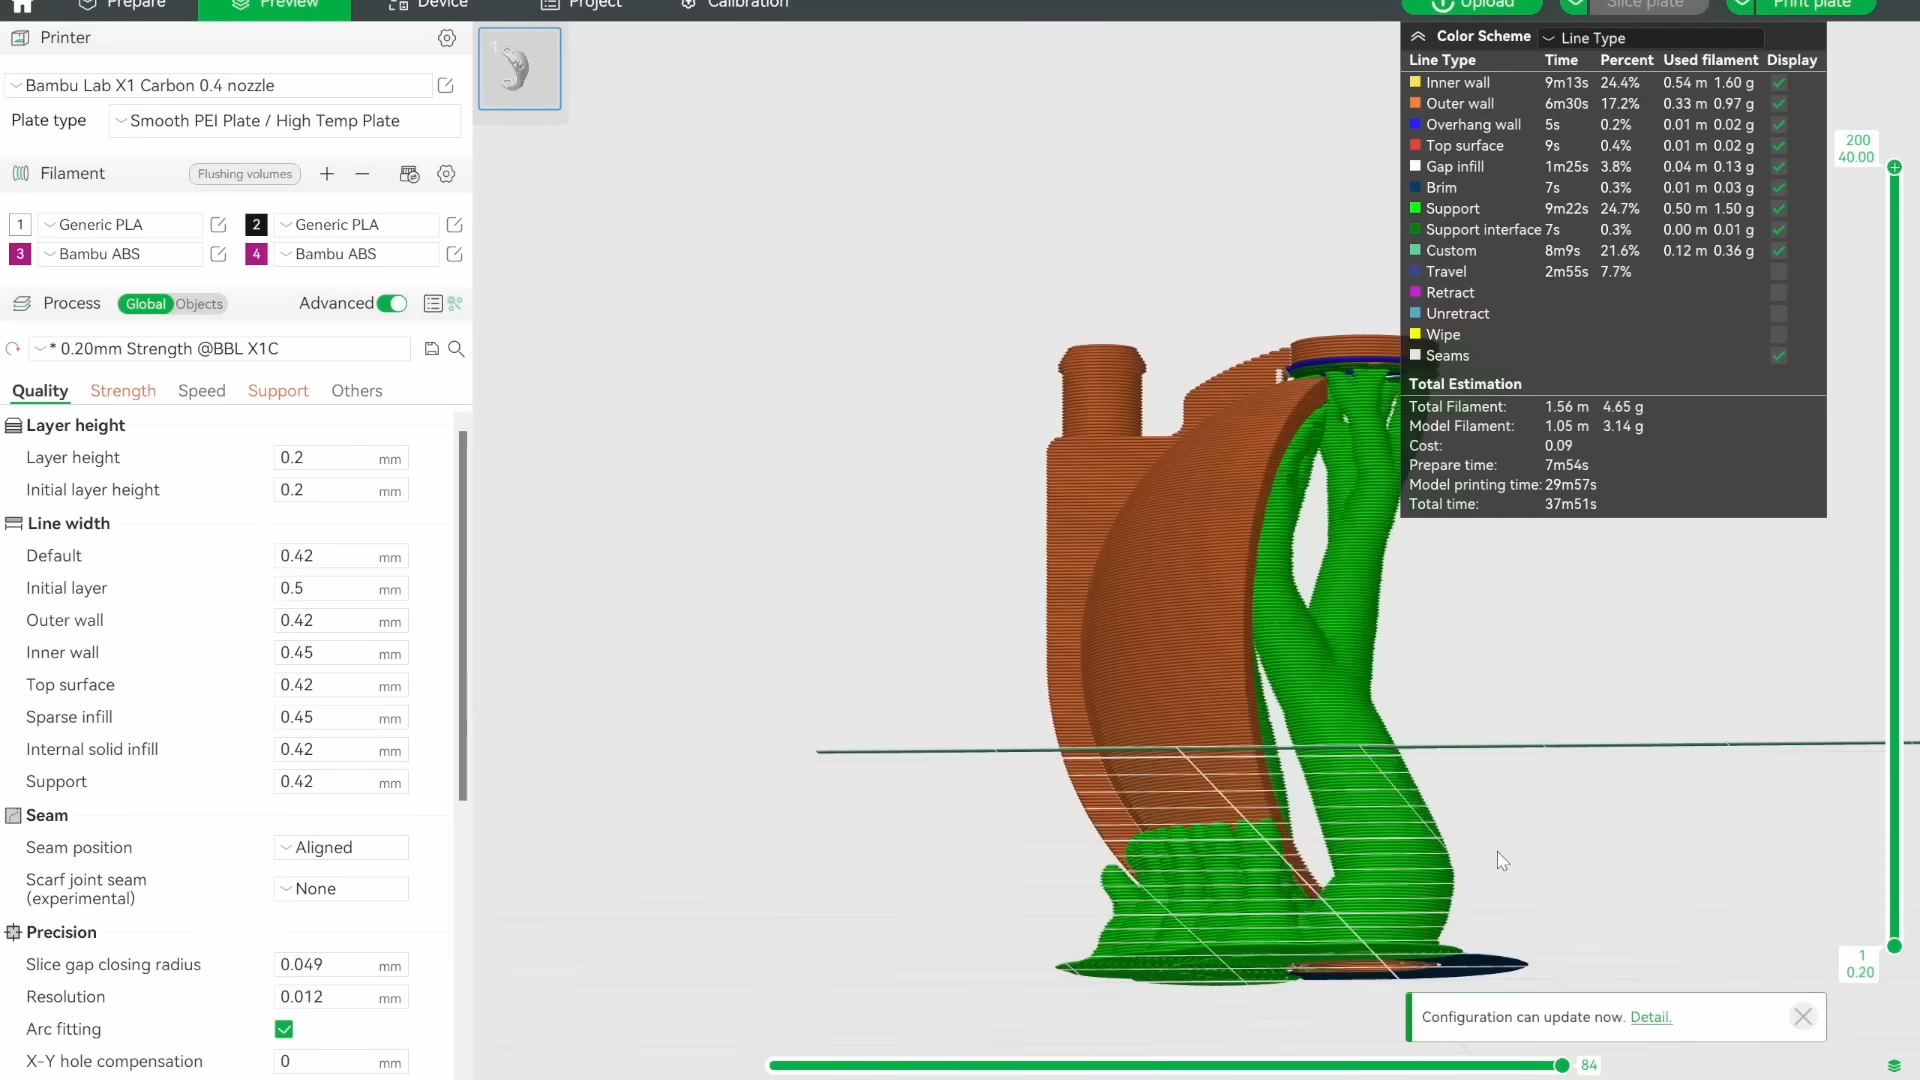 Prepare Preview Device Project Calibration Upload Slice plate Print plate
Printer
Bambu Lab X1 Carbon 0.4 nozzle
Plate type Smooth PEI Plate / High Temp Plate
Filament Flushing volumes + −
1 Generic PLA 2 Generic PLA
3 Bambu ABS 4 Bambu ABS
Process Global Objects Advanced
* 0.20mm Strength @BBL X1C
Quality Strength Speed Support Others
Layer height
Layer height 0.2 mm
Initial layer height 0.2 mm
Line width
Default 0.42 mm
Initial layer 0.5 mm
Outer wall 0.42 mm
Inner wall 0.45 mm
Top surface 0.42 mm
Sparse infill 0.45 mm
Internal solid infill 0.42 mm
Support 0.42 mm
Seam
Seam position Aligned
Scarf joint seam
(experimental) None
Precision
Slice gap closing radius 0.049 mm
Resolution 0.012 mm
Arc fitting
X-Y hole compensation 0 mm
1
Color Scheme Line Type
Line Type Time Percent Used filament Display
Inner wall 9m13s 24.4% 0.54 m 1.60 g
Outer wall 6m30s 17.2% 0.33 m 0.97 g
Overhang wall 5s 0.2% 0.01 m 0.02 g
Top surface 9s 0.4% 0.01 m 0.02 g
Gap infill 1m25s 3.8% 0.04 m 0.13 g
Brim 7s 0.3% 0.01 m 0.03 g
Support 9m22s 24.7% 0.50 m 1.50 g
Support interface 7s 0.3% 0.00 m 0.01 g
Custom 8m9s 21.6% 0.12 m 0.36 g
Travel 2m55s 7.7%
Retract
Unretract
Wipe
Seams
Total Estimation
Total Filament: 1.56 m 4.65 g
Model Filament: 1.05 m 3.14 g
Cost: 0.09
Prepare time: 7m54s
Model printing time: 29m57s
Total time: 37m51s
200
40.00
1
0.20
Configuration can update now. Detail.
84